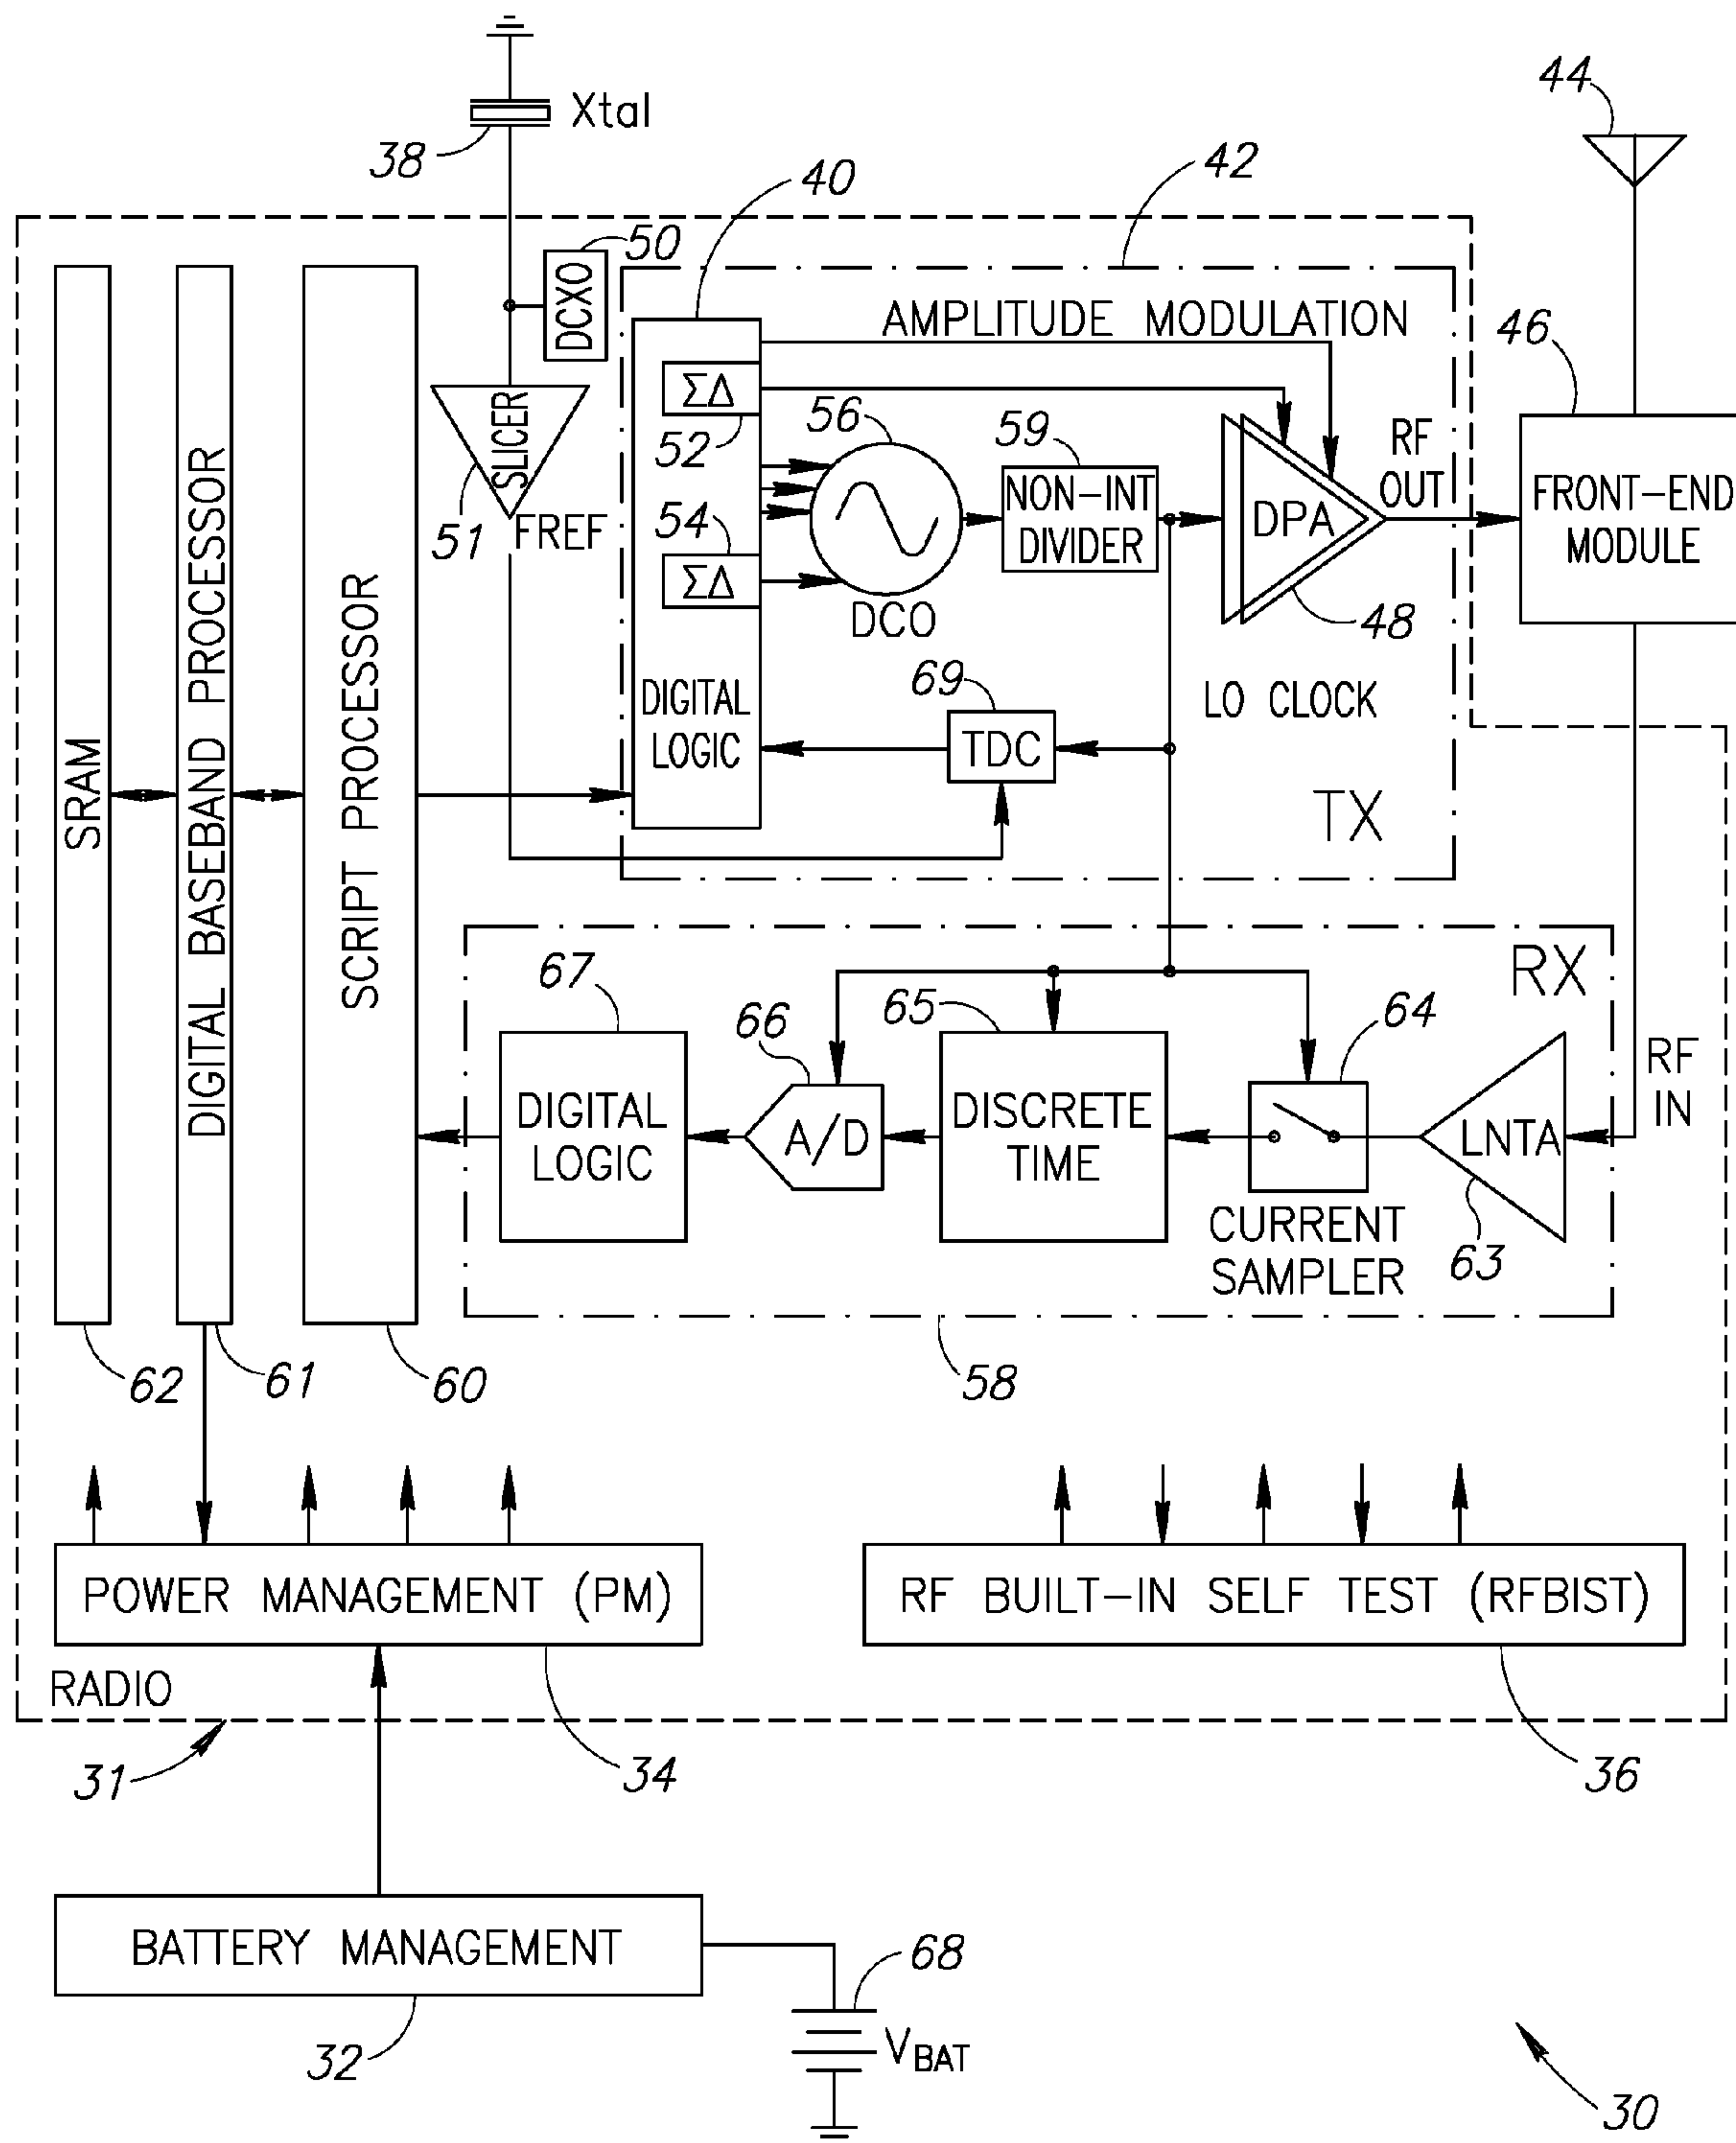 Xtal
38
44
40
42
50
DCXO
AMPLITUDE MODULATION
46
ΣΔ
52
56
59
SLICER
51
FREF
NON-INT
DIVIDER
DPA
RF
OUT
FRONT-END
MODULE
54
ΣΔ
DCO
48
69
LO CLOCK
DIGITAL
LOGIC
TDC
TX
SRAM
DIGITAL BASEBAND PROCESSOR
SCRIPT PROCESSOR
RX
67
66
65
64
RF
IN
DIGITAL
LOGIC
A/D
DISCRETE
TIME
LNTA
CURRENT
SAMPLER
63
62
61
60
58
POWER MANAGEMENT (PM)
RF BUILT-IN SELF TEST (RFBIST)
RADIO
31
34
36
BATTERY MANAGEMENT
68
32
VBAT
30